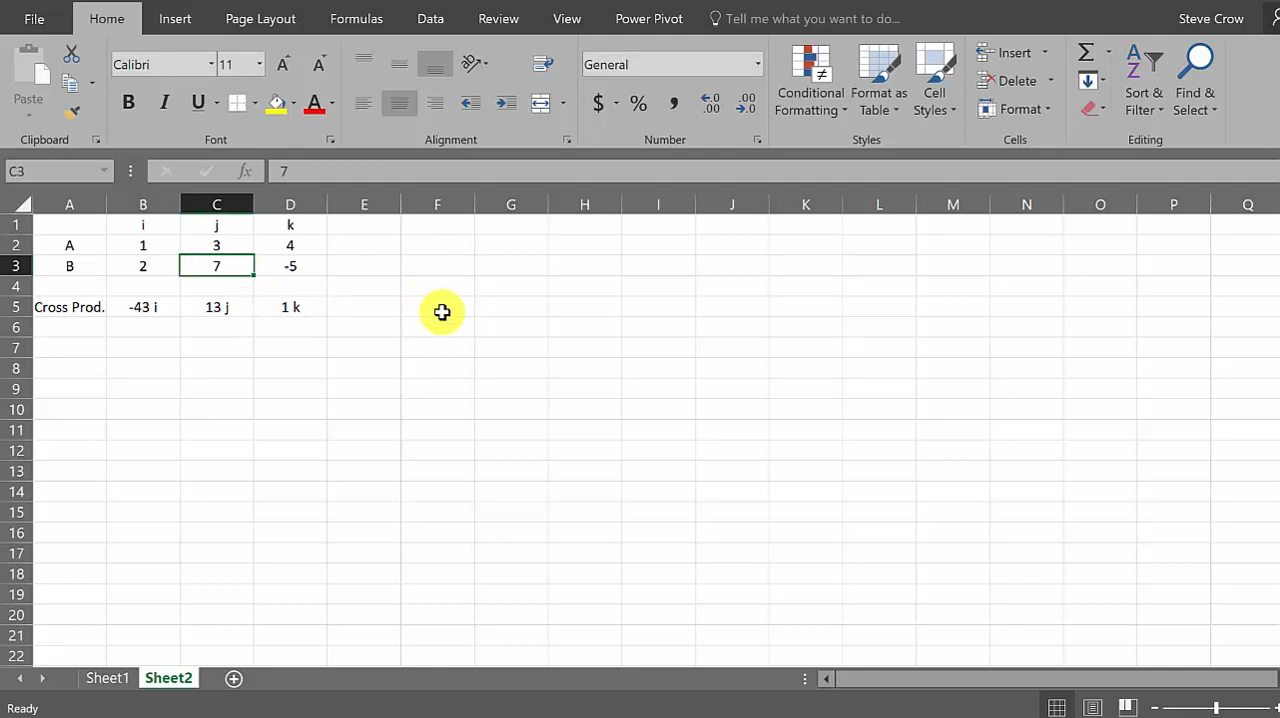 File Home Insert Page Layout Formulas Data Review View Power Pivot Tell me what you want to do... Steve Crow
Paste
Calibri 11
B I U A
General
$ % ,
Conditional Formatting
Format as Table
Cell Styles
Insert
Delete
Format
Sort & Filter
Find & Select
Clipboard Font Alignment Number Styles Cells Editing
C3 fx 7
A B C D E F G H I J K L M N O P Q
1 i j k
2 A 1 3 4
3 B 2 7 -5
4
5 Cross Prod. -43 i 13 j 1 k
6
7
8
9
10
11
12
13
14
15
16
17
18
19
20
21
22
Sheet1 Sheet2
Ready